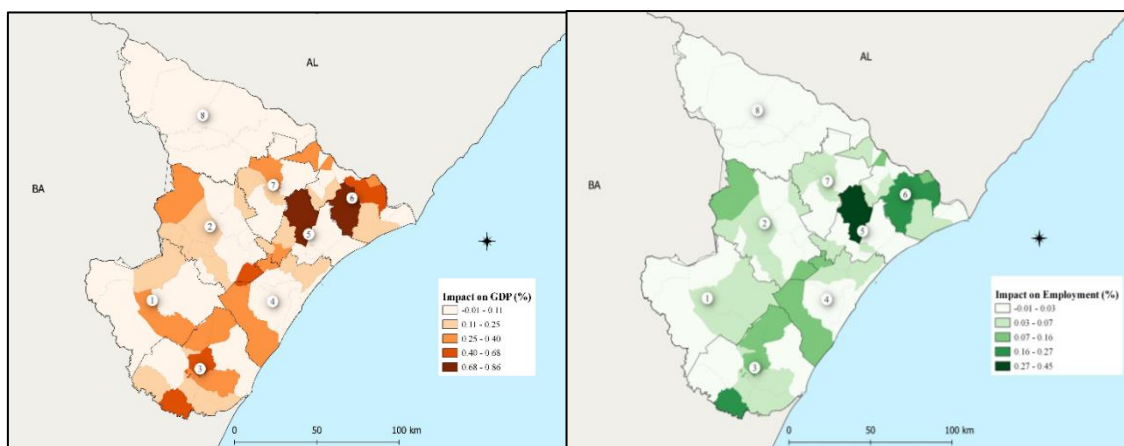 AL
8
BA
7
6
2
5
1
4
3
Impact on GDP (%)
-0.01 - 0.11
0.11 - 0.25
0.25 - 0.40
0.40 - 0.68
0.68 - 0.86
0 50 100 km
AL
8
BA
7
6
2
5
1
4
3
Impact on Employment (%)
-0.01 - 0.03
0.03 - 0.07
0.07 - 0.16
0.16 - 0.27
0.27 - 0.45
0 50 100 km